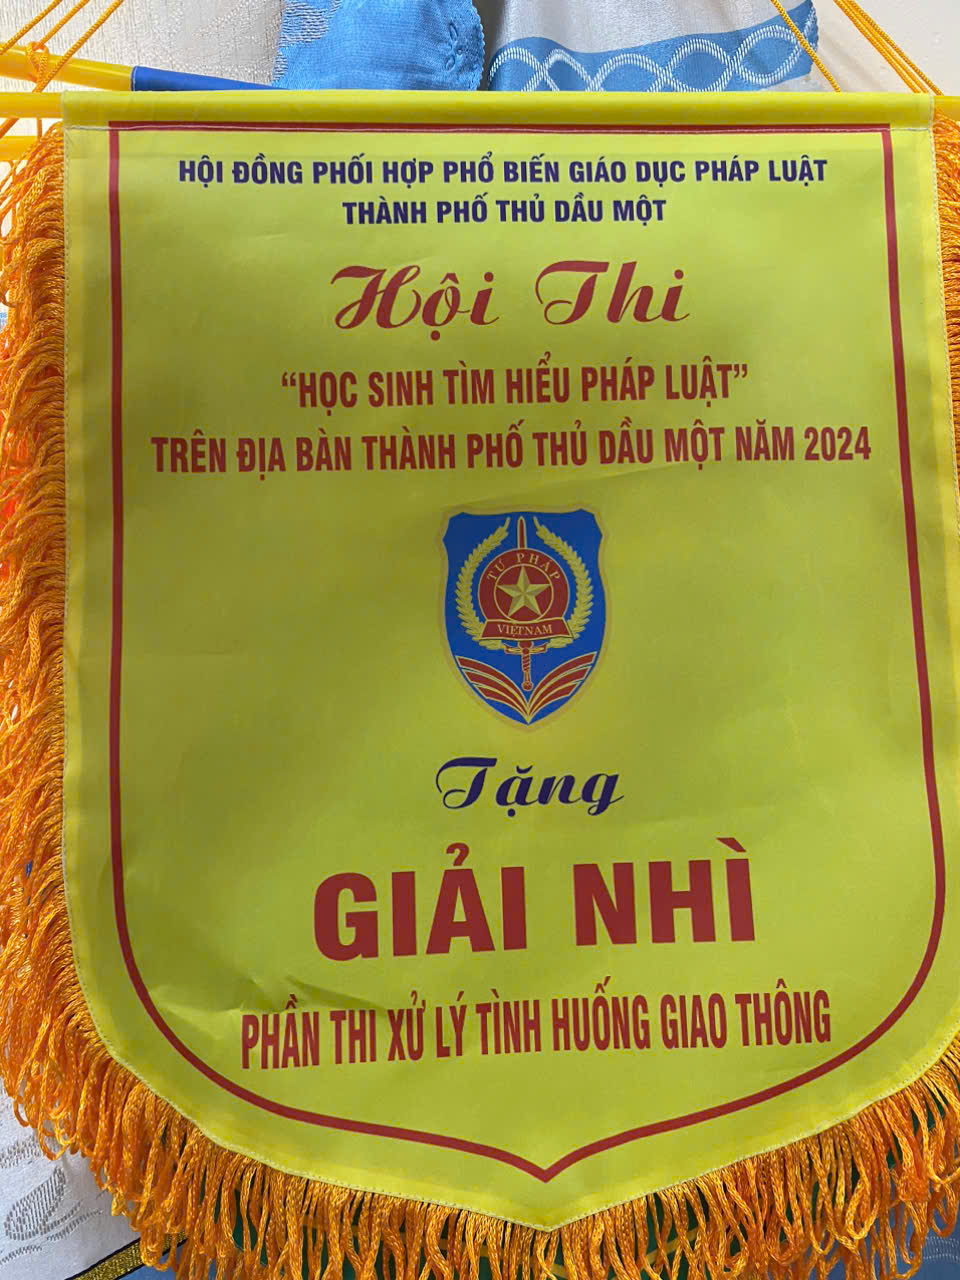 HỘI ĐỒNG PHỐI HỢP PHỔ BIẾN GIÁO DỤC PHÁP LUẬT
THÀNH PHỐ THỦ DẦU MỘT
Hội Thi
“HỌC SINH TÌM HIỂU PHÁP LUẬT”
TRÊN ĐỊA BÀN THÀNH PHỐ THỦ DẦU MỘT NĂM 2024
TƯ PHÁP
VIỆT NAM
Tặng
GIẢI NHÌ
PHẦN THI XỬ LÝ TÌNH HUỐNG GIAO THÔNG